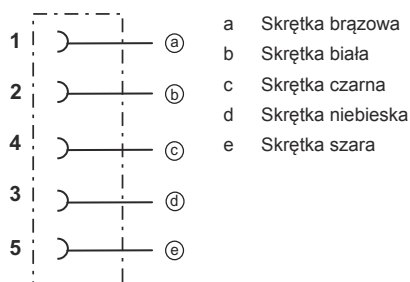 1 ⓐ
2 ⓑ
4 ⓒ
3 ⓓ
5 ⓔ
a Skrętka brązowa
b Skrętka biała
c Skrętka czarna
d Skrętka niebieska
e Skrętka szara